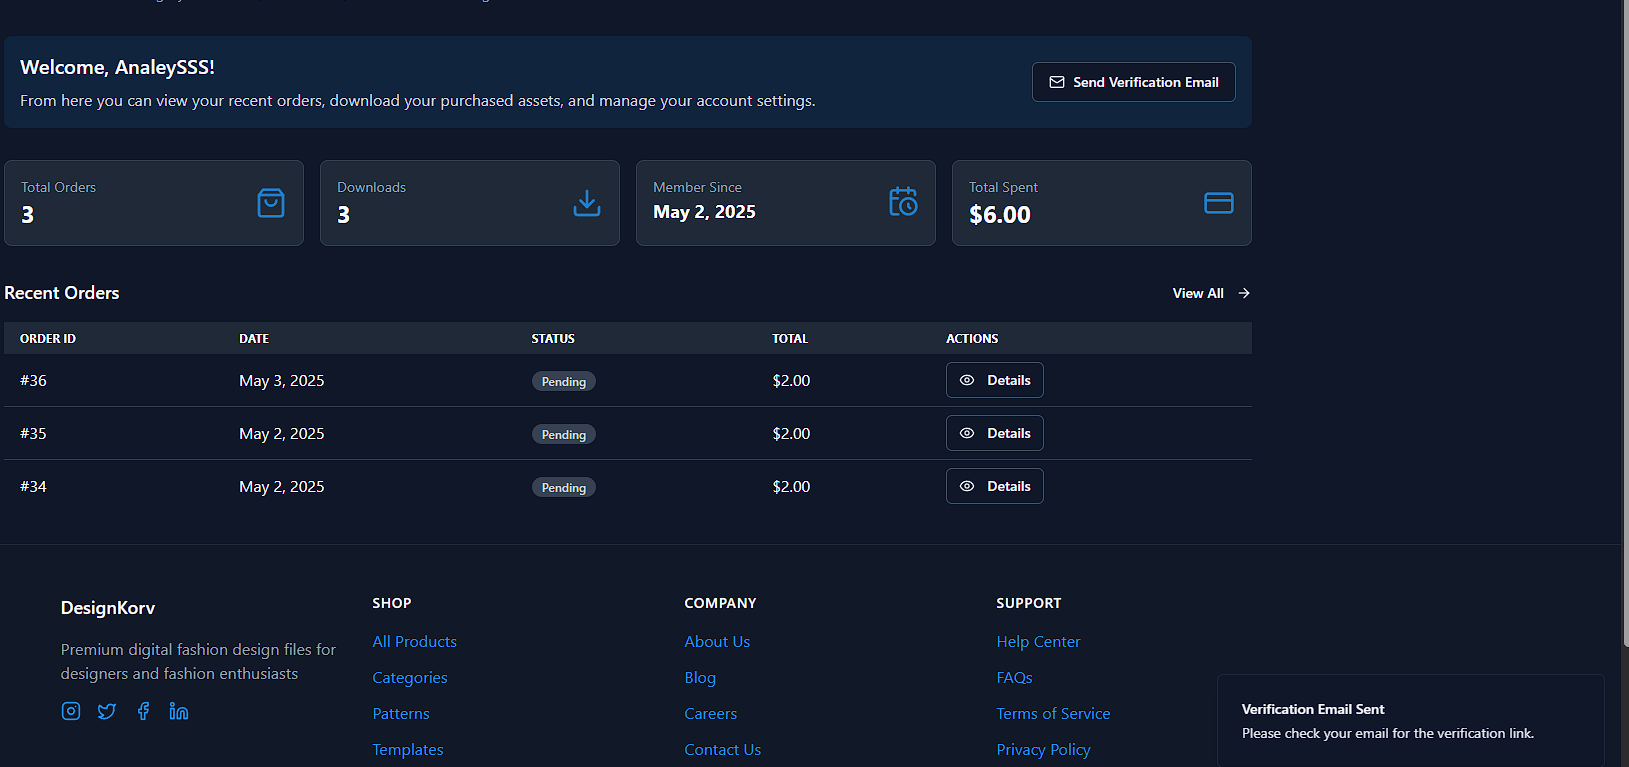 Welcome, AnaleySSS!
From here you can view your recent orders, download your purchased assets, and manage your account settings.
Send Verification Email
Total Orders
3
Downloads
3
Member Since
May 2, 2025
Total Spent
$6.00
Recent Orders
View All
ORDER ID DATE STATUS TOTAL ACTIONS
#36 May 3, 2025 Pending $2.00 Details
#35 May 2, 2025 Pending $2.00 Details
#34 May 2, 2025 Pending $2.00 Details
DesignKorv
Premium digital fashion design files for
designers and fashion enthusiasts
SHOP
All Products
Categories
Patterns
Templates
COMPANY
About Us
Blog
Careers
Contact Us
SUPPORT
Help Center
FAQs
Terms of Service
Privacy Policy
Verification Email Sent
Please check your email for the verification link.